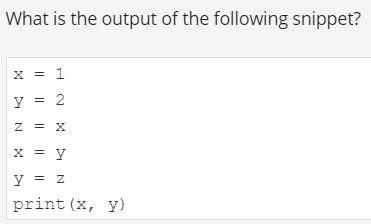 What is the output of the following snippet?
x = 1
y = 2
z = x
x = y
y = z
print(x, y)